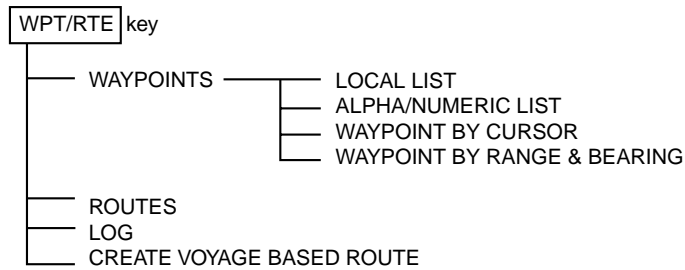 WPT/RTE key
WAYPOINTS
LOCAL LIST
ALPHA/NUMERIC LIST
WAYPOINT BY CURSOR
WAYPOINT BY RANGE & BEARING
ROUTES
LOG
CREATE VOYAGE BASED ROUTE